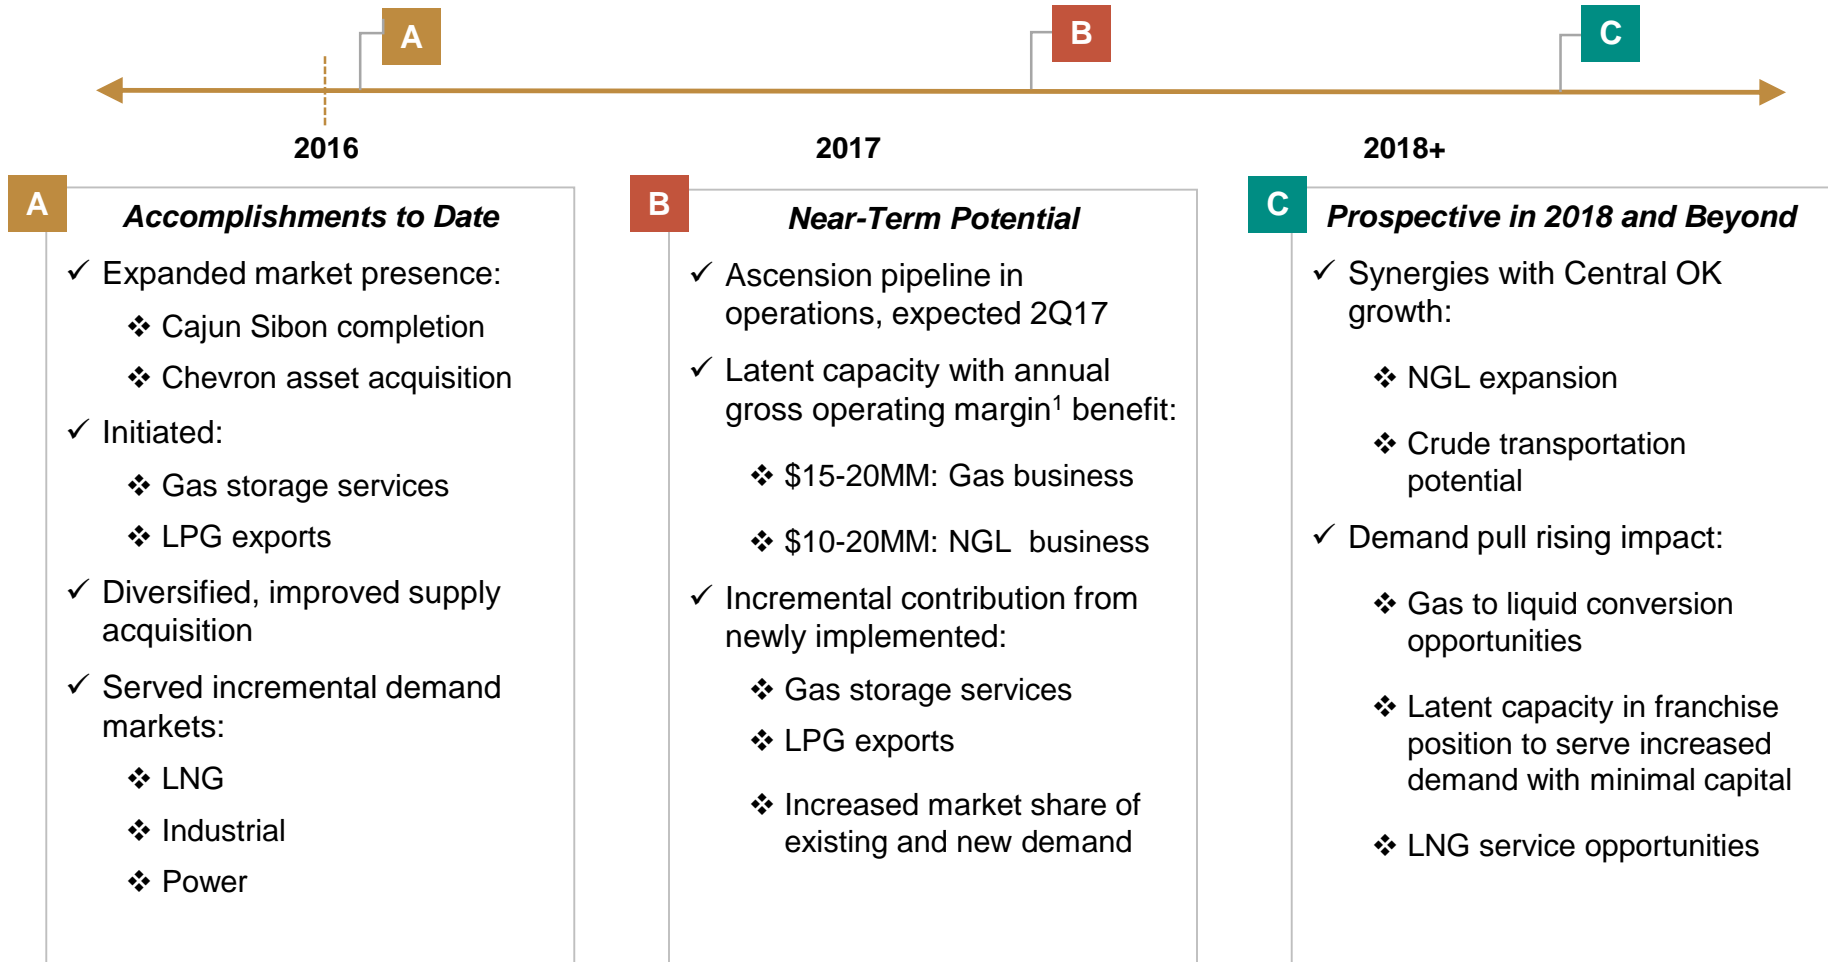 A
B
C
2016
2017
2018+
A
Accomplishments to Date
✓ Expanded market presence:
❖ Cajun Sibon completion
❖ Chevron asset acquisition
✓ Initiated:
❖ Gas storage services
❖ LPG exports
✓ Diversified, improved supply
acquisition
✓ Served incremental demand
markets:
❖ LNG
❖ Industrial
❖ Power
B
Near-Term Potential
✓ Ascension pipeline in
operations, expected 2Q17
✓ Latent capacity with annual
gross operating margin¹ benefit:
❖ $15-20MM: Gas business
❖ $10-20MM: NGL  business
✓ Incremental contribution from
newly implemented:
❖ Gas storage services
❖ LPG exports
❖ Increased market share of
existing and new demand
C
Prospective in 2018 and Beyond
✓ Synergies with Central OK
growth:
❖ NGL expansion
❖ Crude transportation
potential
✓ Demand pull rising impact:
❖ Gas to liquid conversion
opportunities
❖ Latent capacity in franchise
position to serve increased
demand with minimal capital
❖ LNG service opportunities